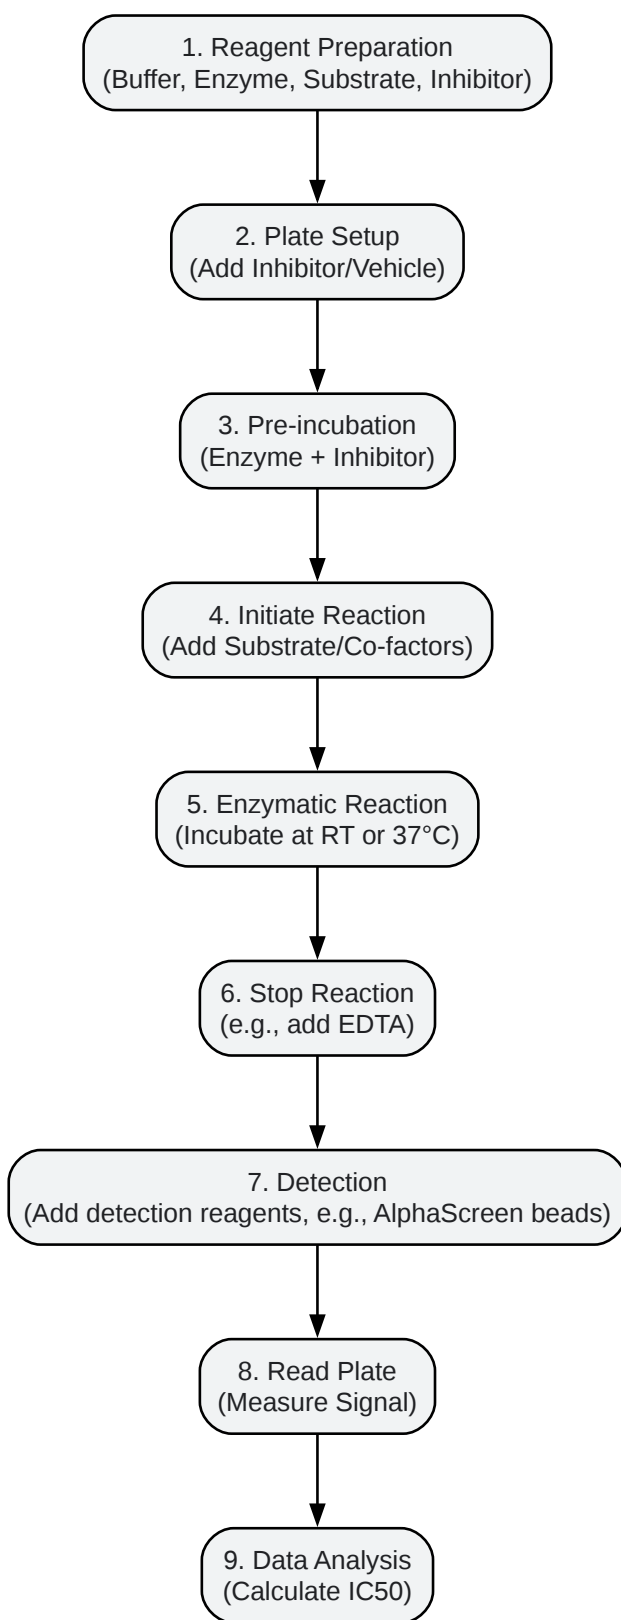 1. Reagent Preparation
(Buffer, Enzyme, Substrate, Inhibitor)
2. Plate Setup
(Add Inhibitor/Vehicle)
3. Pre-incubation
(Enzyme + Inhibitor)
4. Initiate Reaction
(Add Substrate/Co-factors)
5. Enzymatic Reaction
(Incubate at RT or 37°C)
6. Stop Reaction
(e.g., add EDTA)
7. Detection
(Add detection reagents, e.g., AlphaScreen beads)
8. Read Plate
(Measure Signal)
9. Data Analysis
(Calculate IC50)